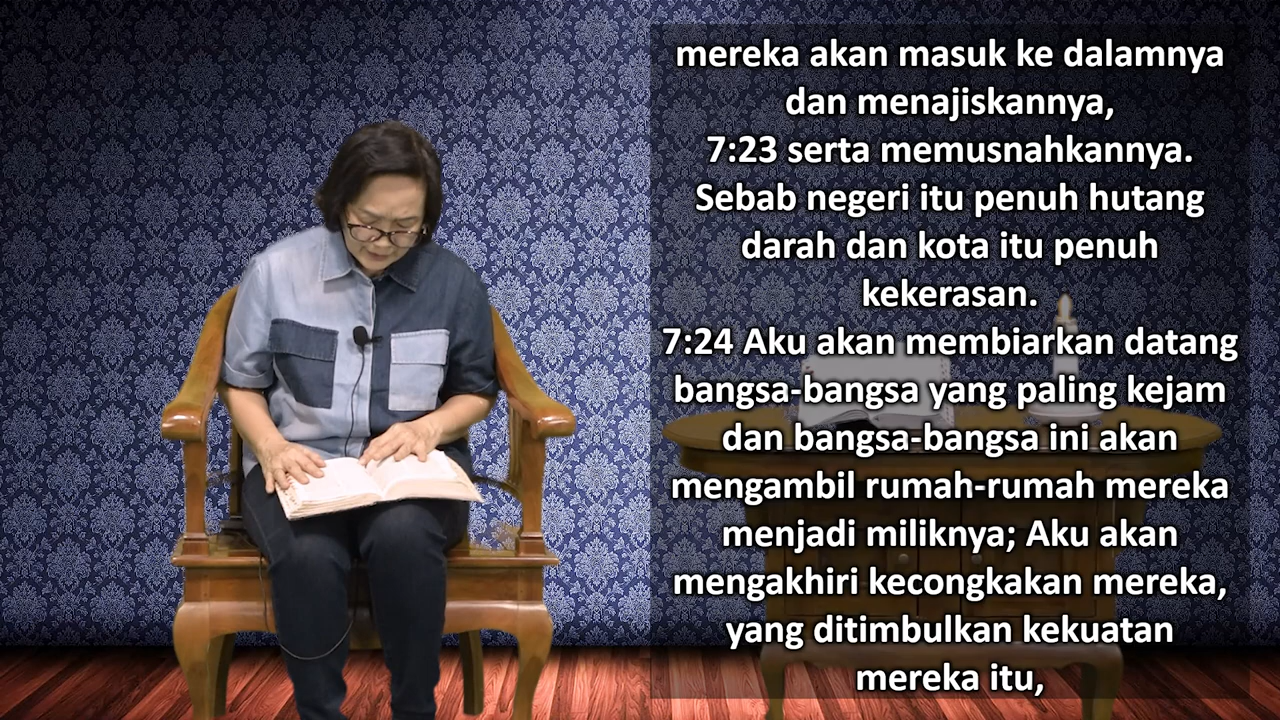 mereka akan masuk ke dalamnya
dan menajiskannya,
7:23 serta memusnahkannya.
Sebab negeri itu penuh hutang
darah dan kota itu penuh
kekerasan.
7:24 Aku akan membiarkan datang
bangsa-bangsa yang paling kejam
dan bangsa-bangsa ini akan
mengambil rumah-rumah mereka
menjadi miliknya; Aku akan
mengakhiri kecongkakan mereka,
yang ditimbulkan kekuatan
mereka itu,